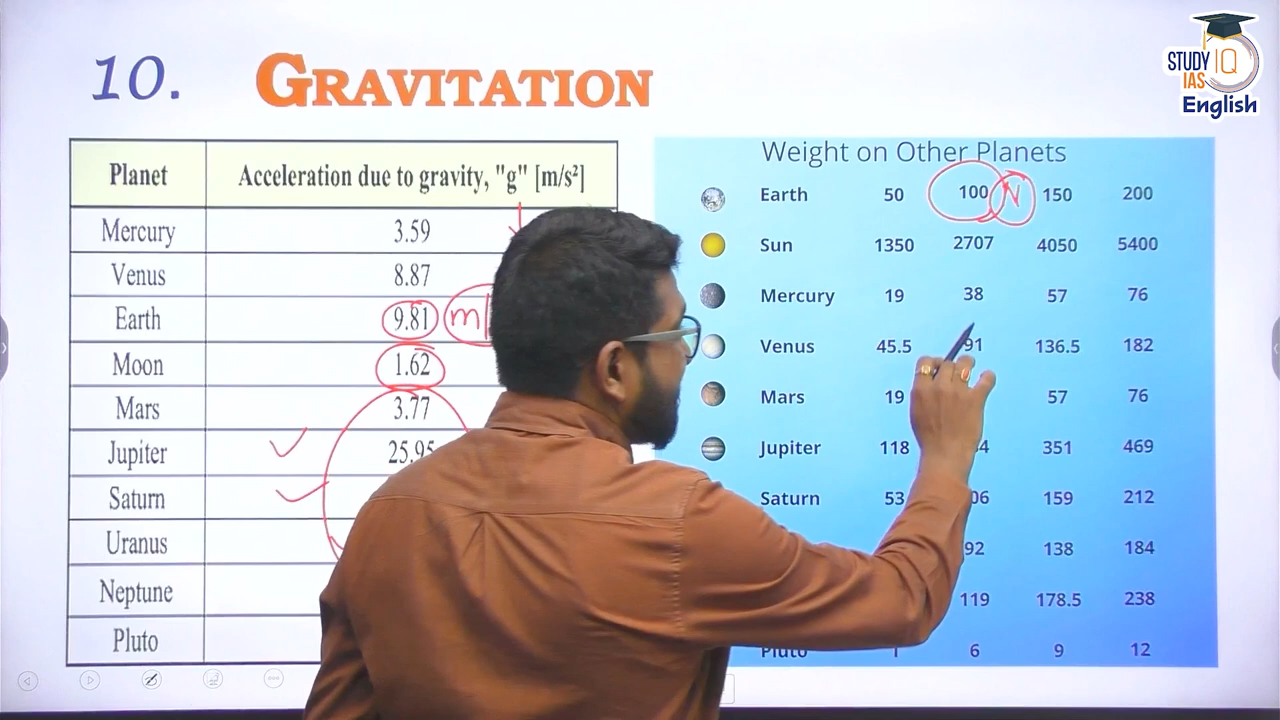 10. GRAVITATION
STUDY IQ
IAS
English
Planet Acceleration due to gravity, "g" [m/s²]
Mercury 3.59
Venus 8.87
Earth 9.81 m
Moon 1.62
Mars 3.77
Jupiter 25.95
Saturn
Uranus
Neptune
Pluto
Weight on Other Planets
Earth 50 100 N 150 200
Sun 1350 2707 4050 5400
Mercury 19 38 57 76
Venus 45.5 91 136.5 182
Mars 19 57 76
Jupiter 118 351 469
Saturn 53 159 212
92 138 184
119 178.5 238
Pluto 6 9 12